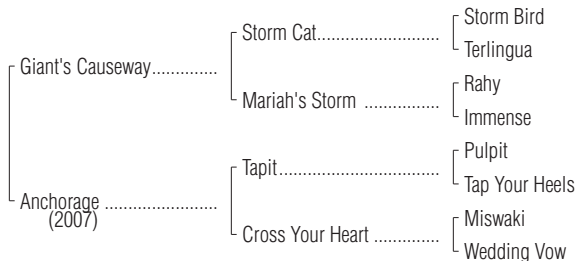 Storm Bird
Storm Cat..................................
Terlingua
Giant's Causeway..............
Rahy
Mariah's Storm ....................
Immense
Pulpit
Tapit...........................................
Tap Your Heels
Anchorage ........................
(2007)
Miswaki
Cross Your Heart .................
Wedding Vow